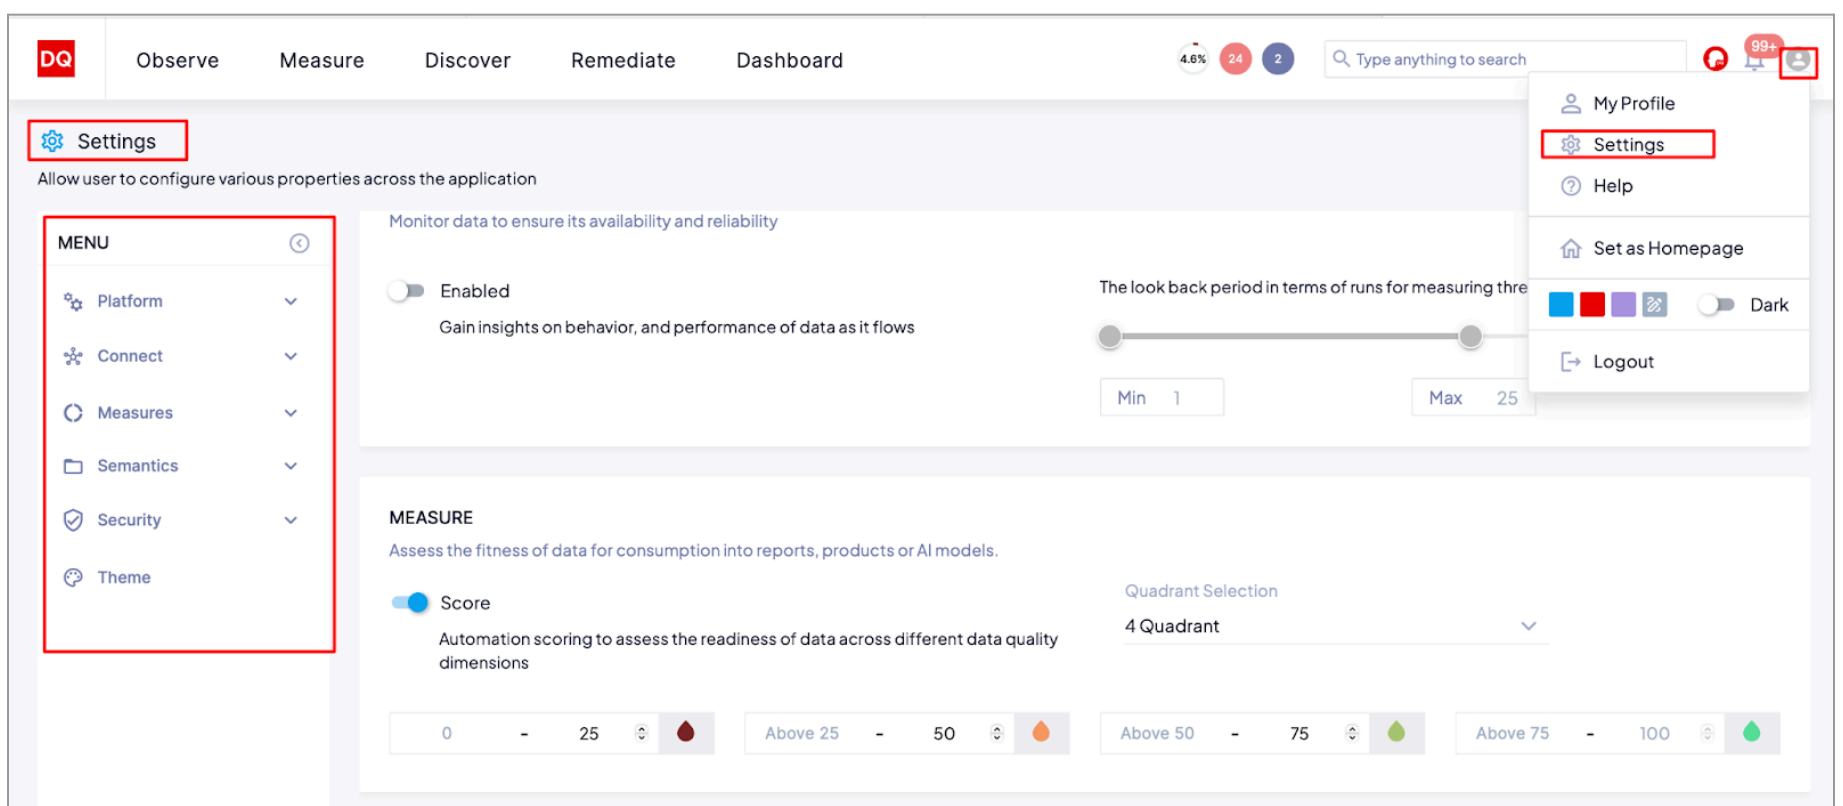 DQ Observe Measure Discover Remediate Dashboard 4.6% 24 2 Type anything to search 99+
My Profile
Settings
Help
Set as Homepage
Dark
Logout
Settings
Allow user to configure various properties across the application
MENU
Platform
Connect
Measures
Semantics
Security
Theme
Monitor data to ensure its availability and reliability
Enabled
Gain insights on behavior, and performance of data as it flows
The look back period in terms of runs for measuring thre
Min 1 Max 25
MEASURE
Assess the fitness of data for consumption into reports, products or AI models.
Score
Automation scoring to assess the readiness of data across different data quality
dimensions
Quadrant Selection
4 Quadrant
0 - 25 Above 25 - 50 Above 50 - 75 Above 75 - 100